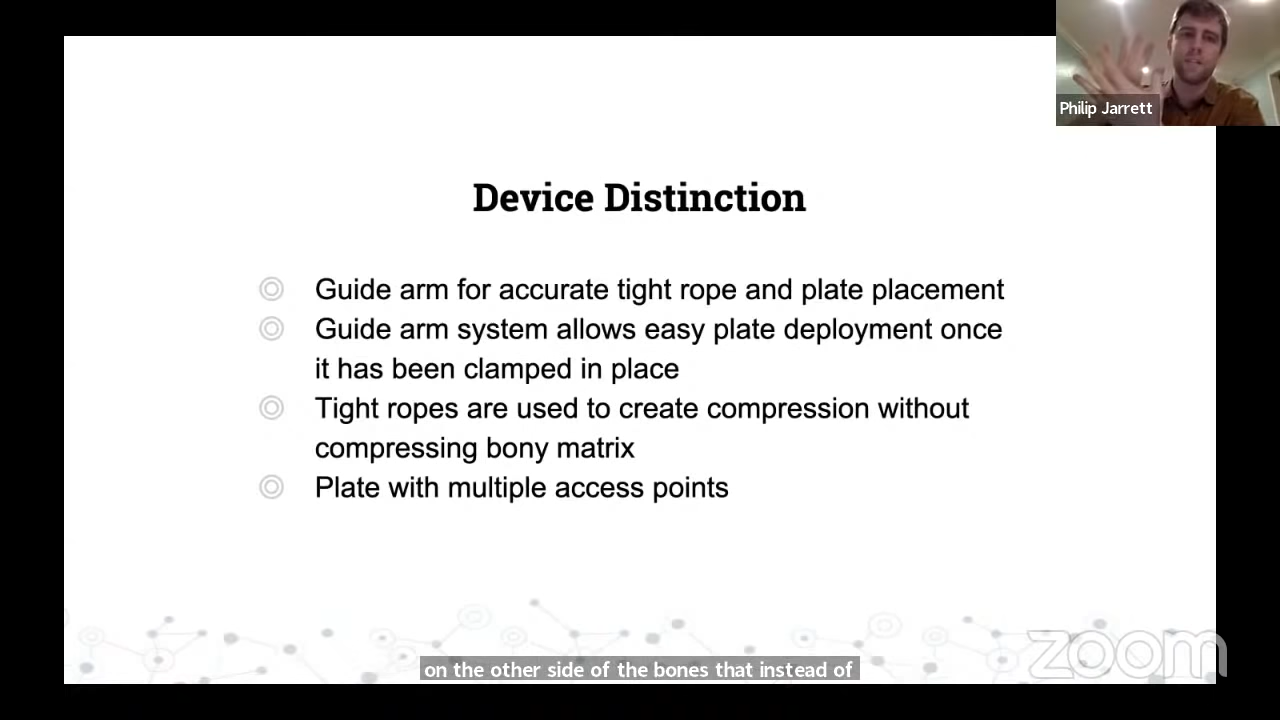 Philip Jarrett
Device Distinction
Guide arm for accurate tight rope and plate placement
Guide arm system allows easy plate deployment once
it has been clamped in place
Tight ropes are used to create compression without
compressing bony matrix
Plate with multiple access points
on the other side of the bones that instead of
zoom